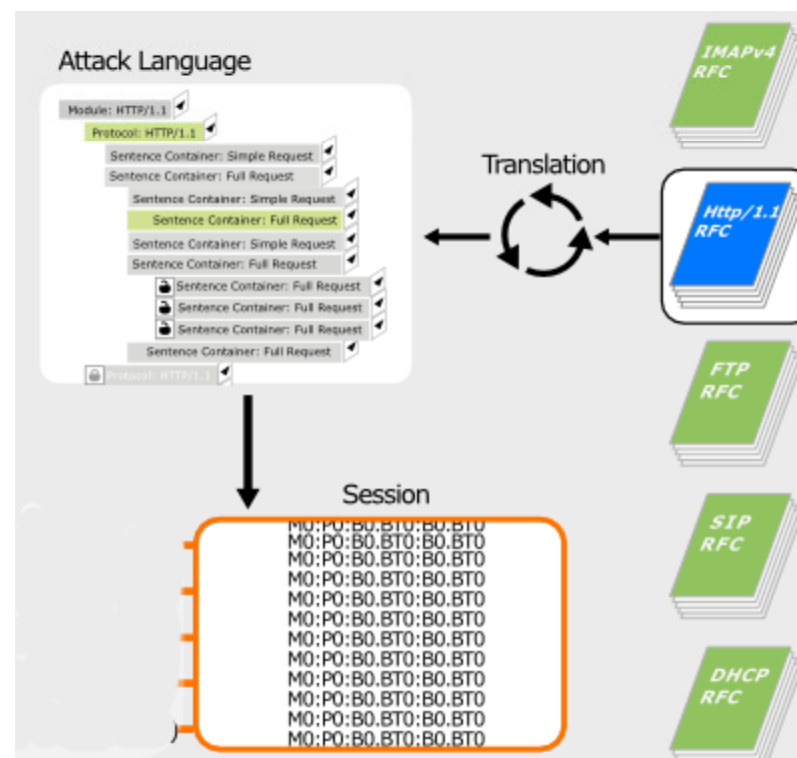 Attack Language
Module: HTTP/1.1
Protocol: HTTP/1.1
Sentence Container: Simple Request
Sentence Container: Full Request
Sentence Container: Simple Request
Sentence Container: Full Request
Sentence Container: Simple Request
Sentence Container: Full Request
Sentence Container: Full Request
Sentence Container: Full Request
Sentence Container: Full Request
Sentence Container: Full Request
Protocol: HTTP/1.1
Translation
IMAPv4
RFC
Http/1.1
RFC
FTP
RFC
SIP
RFC
DHCP
RFC
Session
M0:P0:B0.BT0:B0.BT0
M0:P0:B0.BT0:B0.BT0
M0:P0:B0.BT0:B0.BT0
M0:P0:B0.BT0:B0.BT0
M0:P0:B0.BT0:B0.BT0
M0:P0:B0.BT0:B0.BT0
M0:P0:B0.BT0:B0.BT0
M0:P0:B0.BT0:B0.BT0
M0:P0:B0.BT0:B0.BT0
M0:P0:B0.BT0:B0.BT0
M0:P0:B0.BT0:B0.BT0
M0:P0:B0.BT0:B0.BT0
)